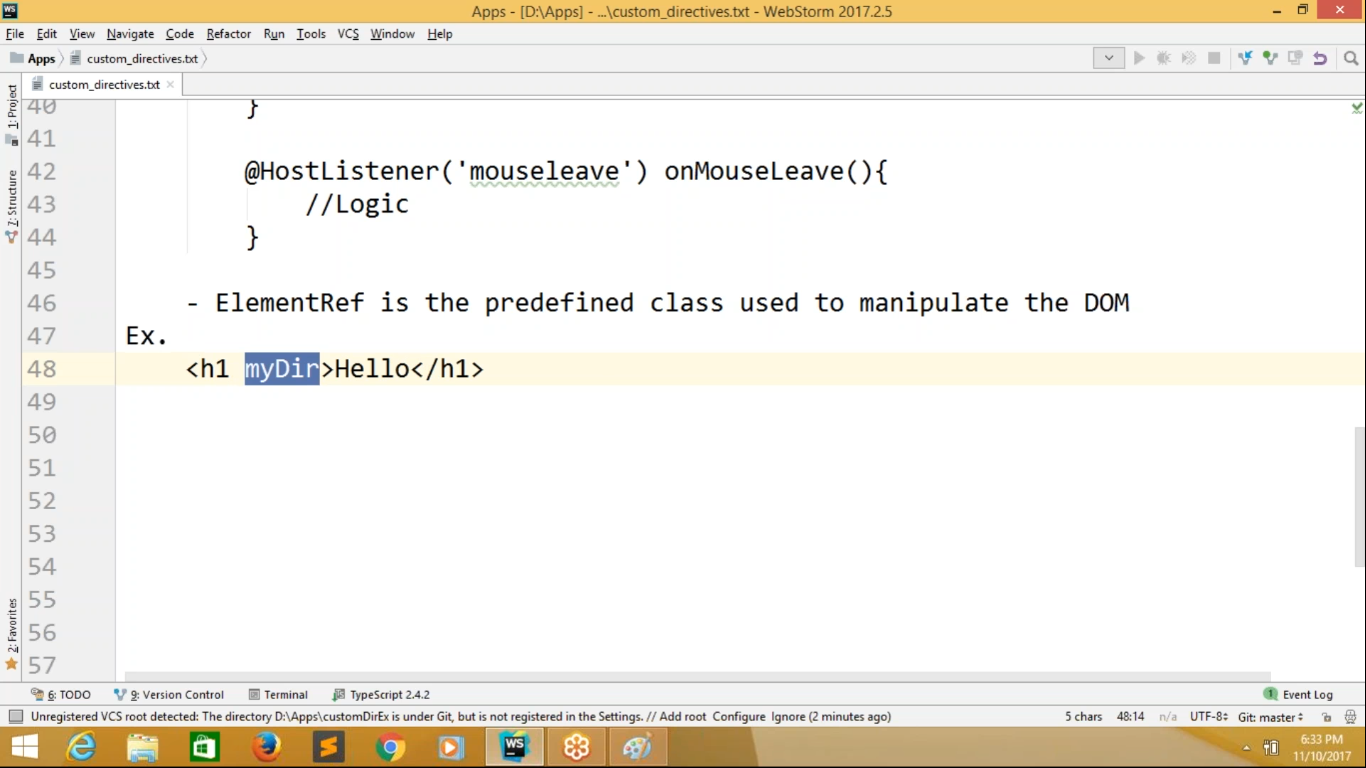 WS
Apps - [D:\Apps] - ...\custom_directives.txt - WebStorm 2017.2.5
File Edit View Navigate Code Refactor Run Tools VCS Window Help
Apps custom_directives.txt
custom_directives.txt
1: Project
7: Structure
2: Favorites
40 }
41
42 @HostListener('mouseleave') onMouseLeave(){
43 //Logic
44 }
45
46 - ElementRef is the predefined class used to manipulate the DOM
47 Ex.
48 <h1 myDir>Hello</h1>
49
50
51
52
53
54
55
56
57
6: TODO 9: Version Control Terminal TypeScript 2.4.2 1 Event Log
Unregistered VCS root detected: The directory D:\Apps\customDirEx is under Git, but is not registered in the Settings. // Add root Configure Ignore (2 minutes ago) 5 chars 48:14 n/a UTF-8 Git: master
WS
6:33 PM
11/10/2017